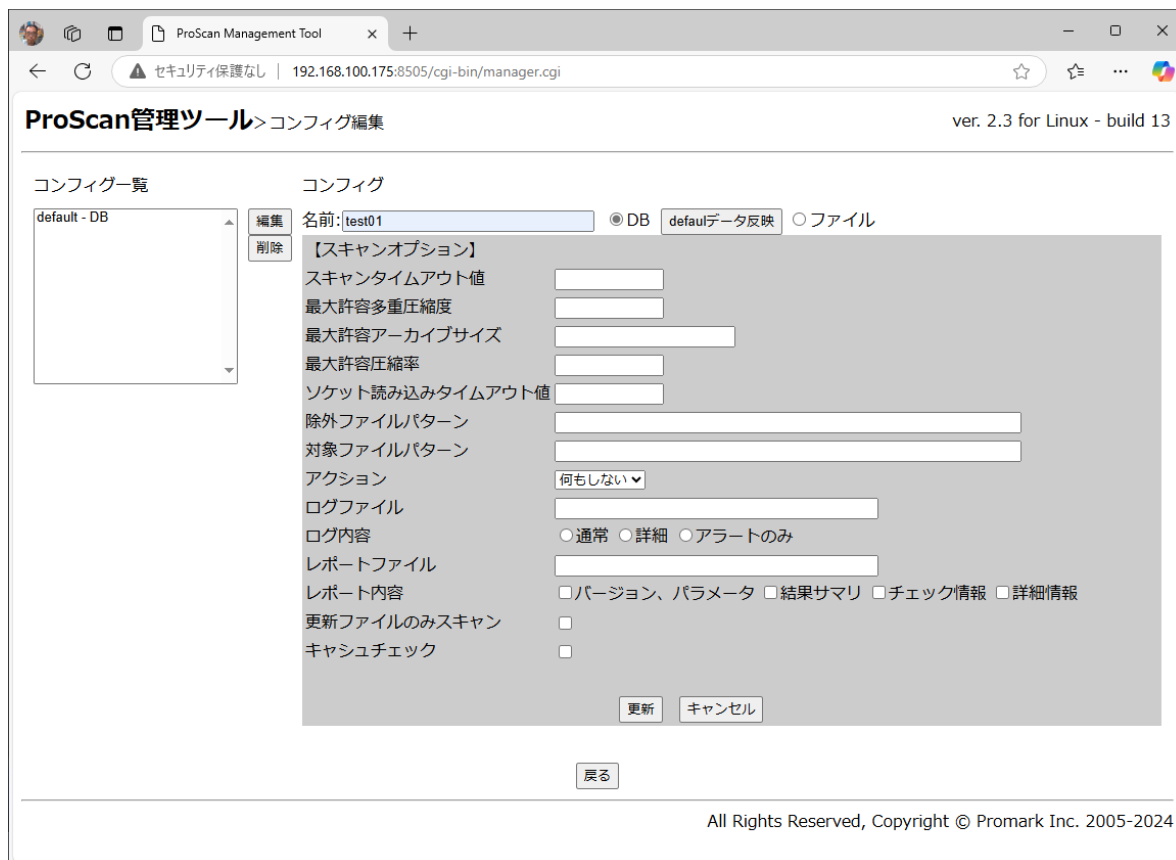 ProScan Management Tool
セキュリティ保護なし 192.168.100.175:8505/cgi-bin/manager.cgi
ProScan管理ツール>コンフィグ編集 ver. 2.3 for Linux - build 13
コンフィグ一覧 コンフィグ
default - DB 編集 名前: test01 DB defaulデータ反映 ファイル
削除 【スキャンオプション】
スキャンタイムアウト値
最大許容多重圧縮度
最大許容アーカイブサイズ
最大許容圧縮率
ソケット読み込みタイムアウト値
除外ファイルパターン
対象ファイルパターン
アクション 何もしない
ログファイル
ログ内容 通常 詳細 アラートのみ
レポートファイル
レポート内容 バージョン、パラメータ 結果サマリ チェック情報 詳細情報
更新ファイルのみスキャン
キャシュチェック
更新 キャンセル
戻る
All Rights Reserved, Copyright © Promark Inc. 2005-2024